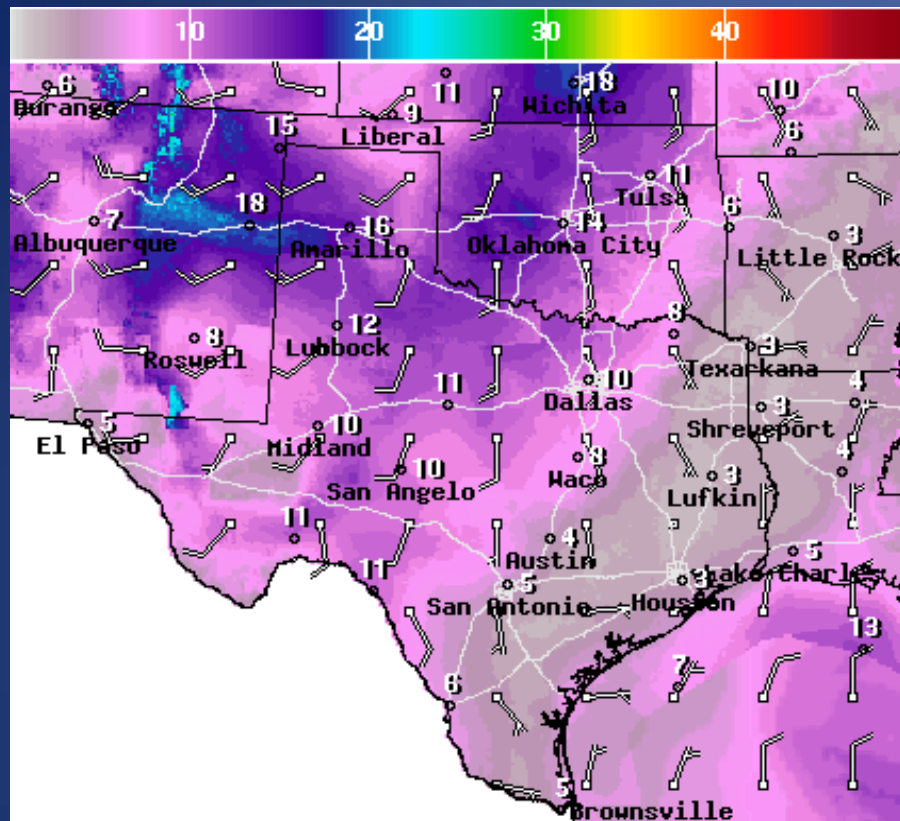 10 20 30 40
6 11 18 10
Durango Wichita
9
Liberal
15 6
11
Tulsa
7 18 16 14 6 3
Albuquerque Amarillo Oklahoma City Little Rock
8 12 8
Roswell Lubbock Texarkana 3
11 10 4
Dallas 3
5 10 Shreveport
El Paso Midland
10 8 3 4
San Angelo Waco Lufkin
11 4 5
Austin
11 5 3 Lake Charles
San Antonio Houston
13
6 7
5
Brownsville